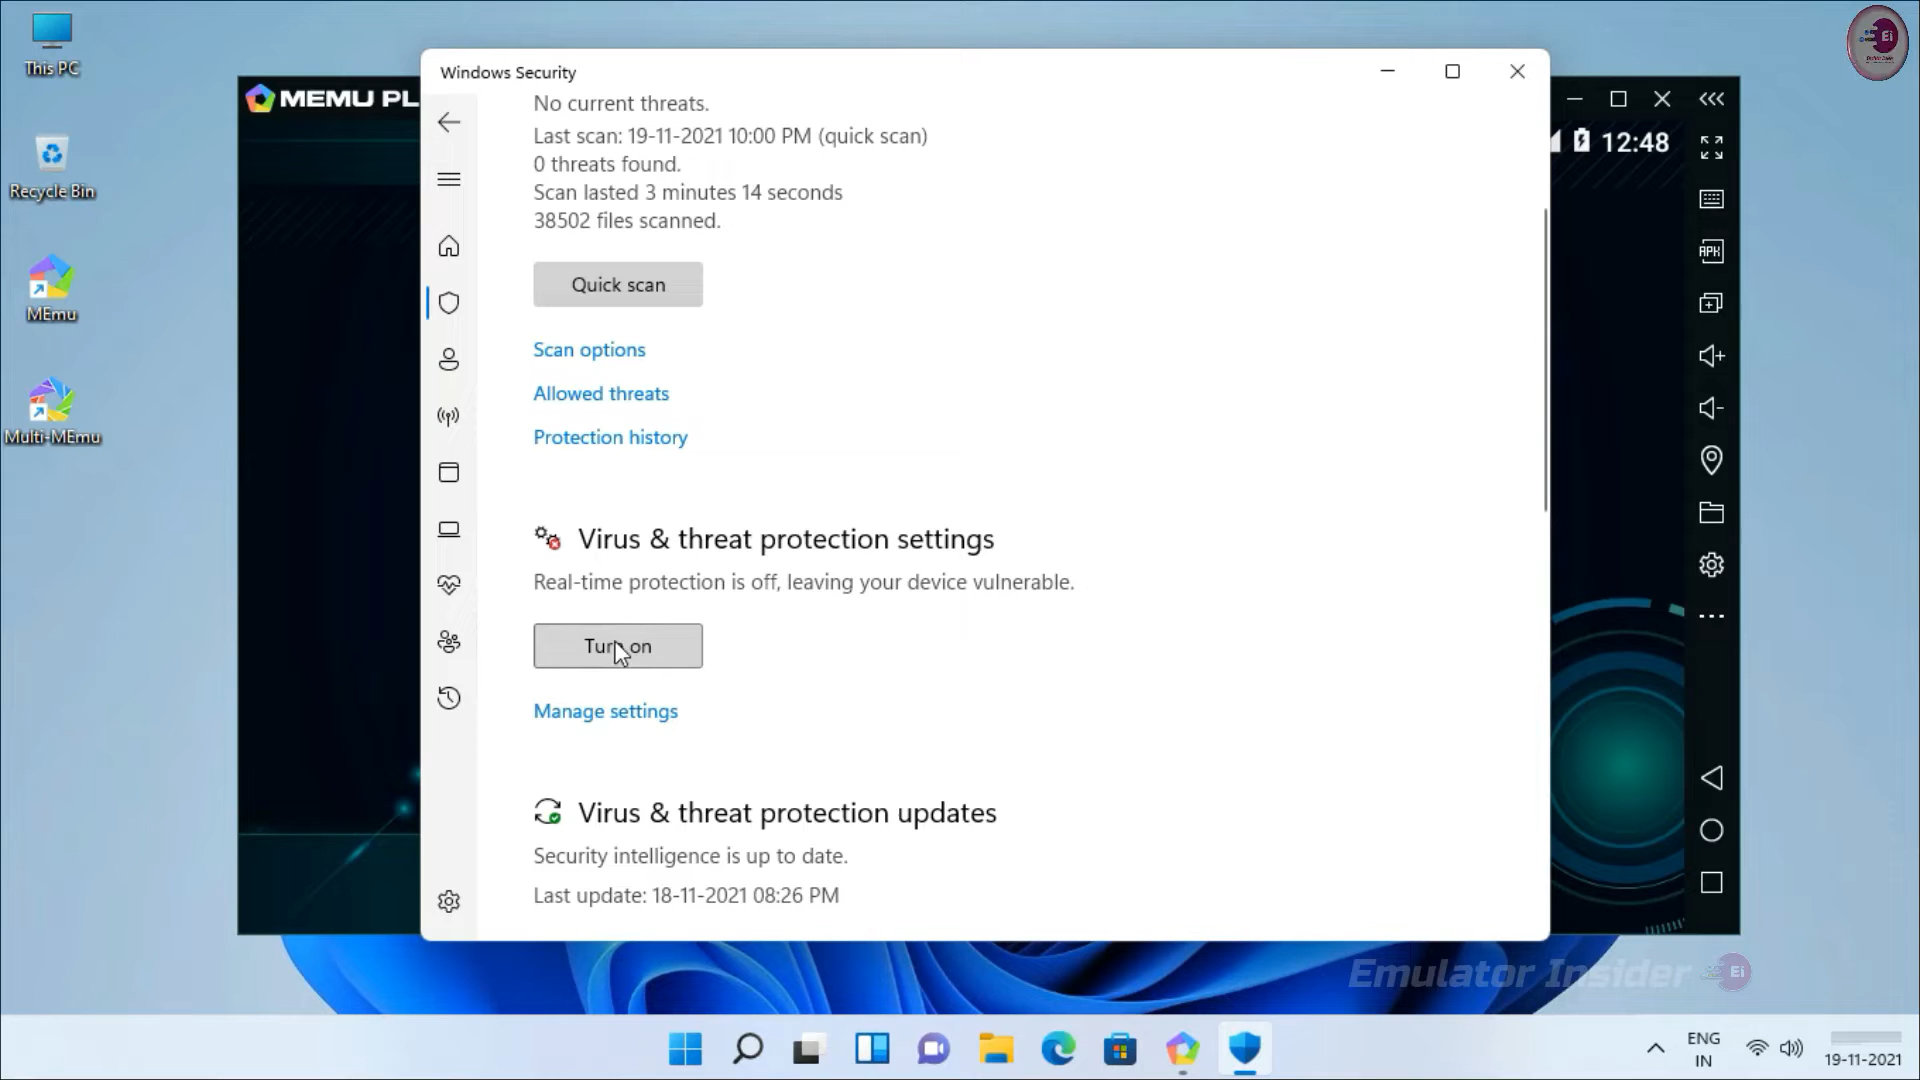 This PC
Recycle Bin
MEmu
Multi-MEmu
MEMU PL
Windows Security
No current threats.
Last scan: 19-11-2021 10:00 PM (quick scan)
0 threats found.
Scan lasted 3 minutes 14 seconds
38502 files scanned.
Quick scan
Scan options
Allowed threats
Protection history
Virus & threat protection settings
Real-time protection is off, leaving your device vulnerable.
Turn on
Manage settings
Virus & threat protection updates
Security intelligence is up to date.
Last update: 18-11-2021 08:26 PM
12:48
APK
Ei
Emulator Insider Ei
ENG
IN
19-11-2021